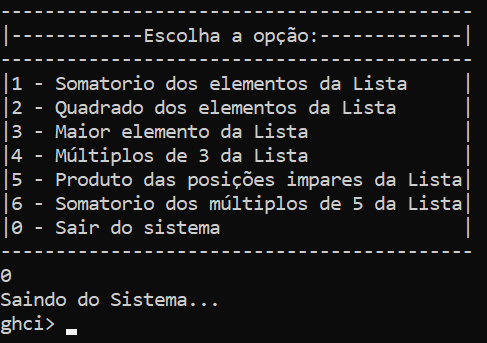 -------------------------------------------
|------------Escolha a opção:-------------|
-------------------------------------------
|1 - Somatorio dos elementos da Lista     |
|2 - Quadrado dos elementos da Lista      |
|3 - Maior elemento da Lista              |
|4 - Múltiplos de 3 da Lista              |
|5 - Produto das posições impares da Lista|
|6 - Somatorio dos múltiplos de 5 da Lista|
|0 - Sair do sistema                      |
-------------------------------------------
0
Saindo do Sistema...
ghci> _